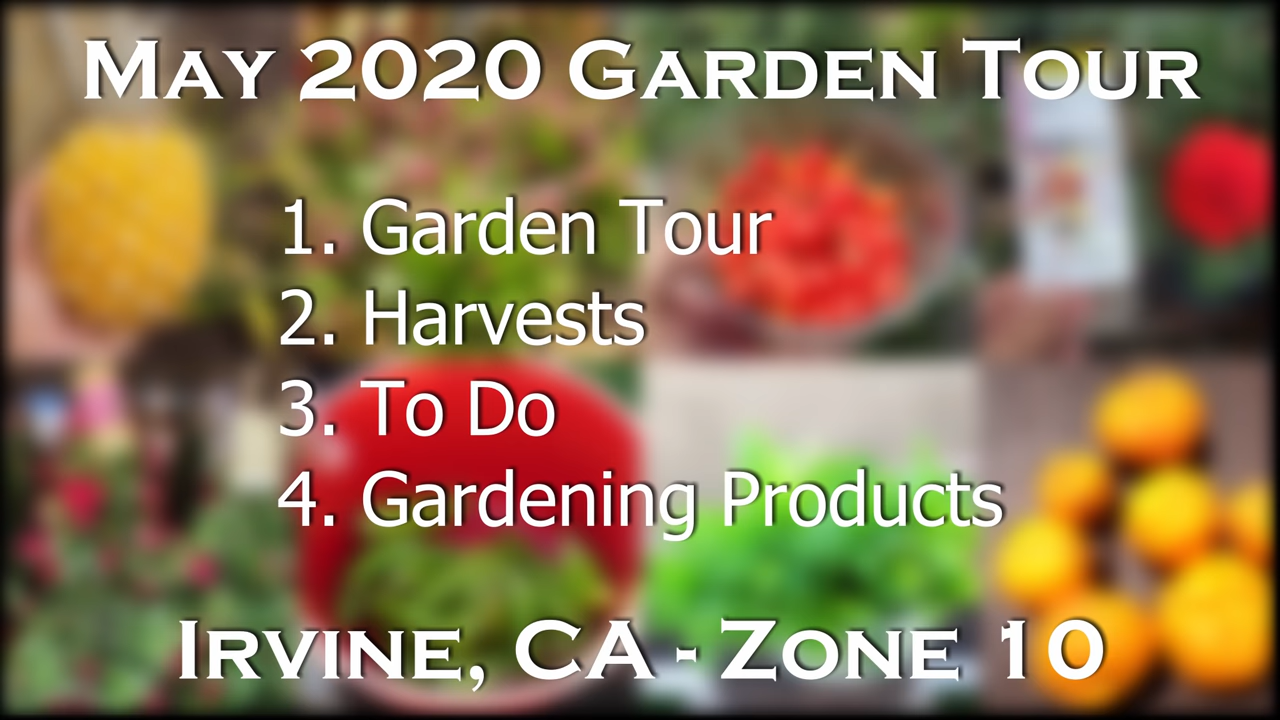 May 2020 Garden Tour
1. Garden Tour
2. Harvests
3. To Do
4. Gardening Products
Irvine, CA - Zone 10